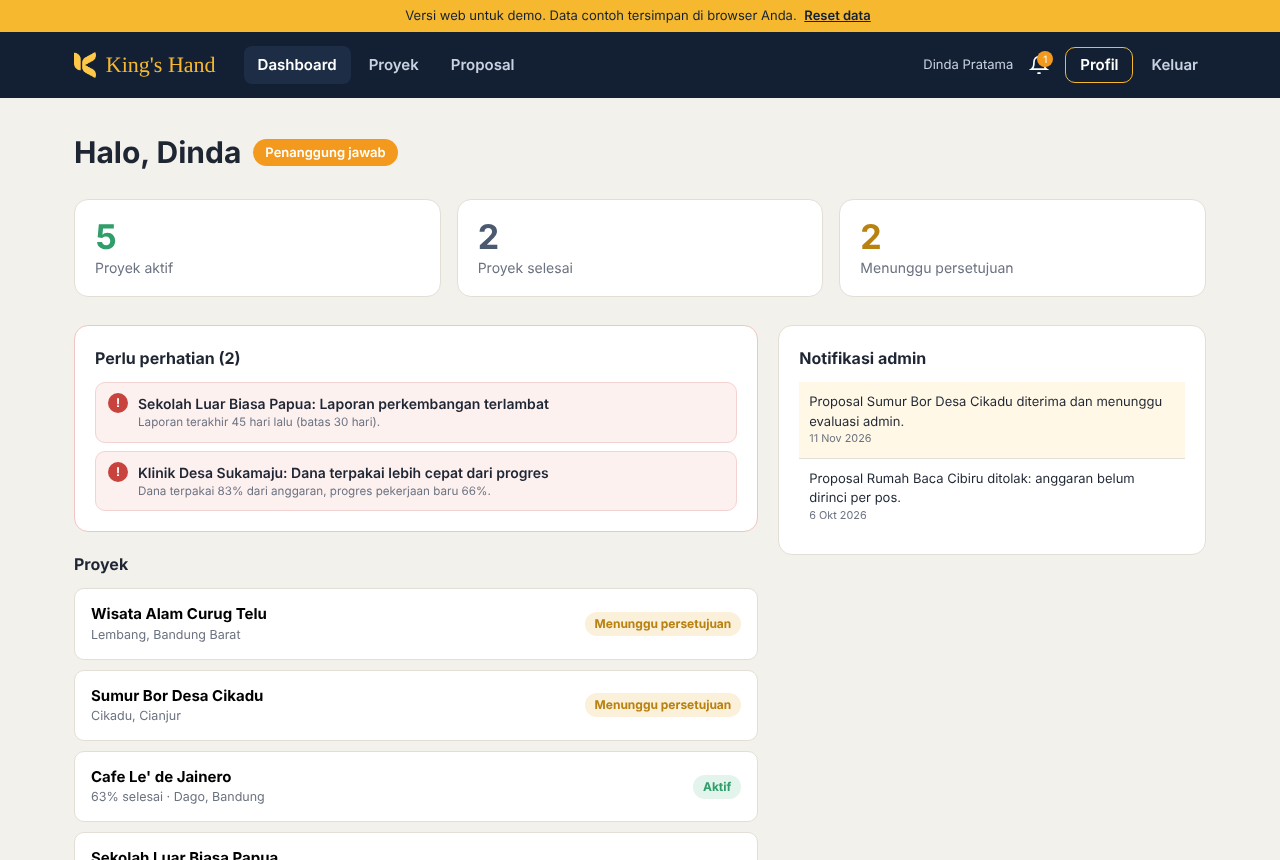 Versi web untuk demo. Data contoh tersimpan di browser Anda. Reset data
King's Hand
Dashboard
Proyek
Proposal
Dinda Pratama
1
Profil
Keluar
Halo, Dinda
Penanggung jawab
5
Proyek aktif
2
Proyek selesai
2
Menunggu persetujuan
Perlu perhatian (2)
!
Sekolah Luar Biasa Papua: Laporan perkembangan terlambat
Laporan terakhir 45 hari lalu (batas 30 hari).
!
Klinik Desa Sukamaju: Dana terpakai lebih cepat dari progres
Dana terpakai 83% dari anggaran, progres pekerjaan baru 66%.
Notifikasi admin
Proposal Sumur Bor Desa Cikadu diterima dan menunggu
evaluasi admin.
11 Nov 2026
Proposal Rumah Baca Cibiru ditolak: anggaran belum
dirinci per pos.
6 Okt 2026
Proyek
Wisata Alam Curug Telu
Lembang, Bandung Barat
Menunggu persetujuan
Sumur Bor Desa Cikadu
Cikadu, Cianjur
Menunggu persetujuan
Cafe Le' de Jainero
63% selesai · Dago, Bandung
Aktif
Sekolah Luar Biasa Papua